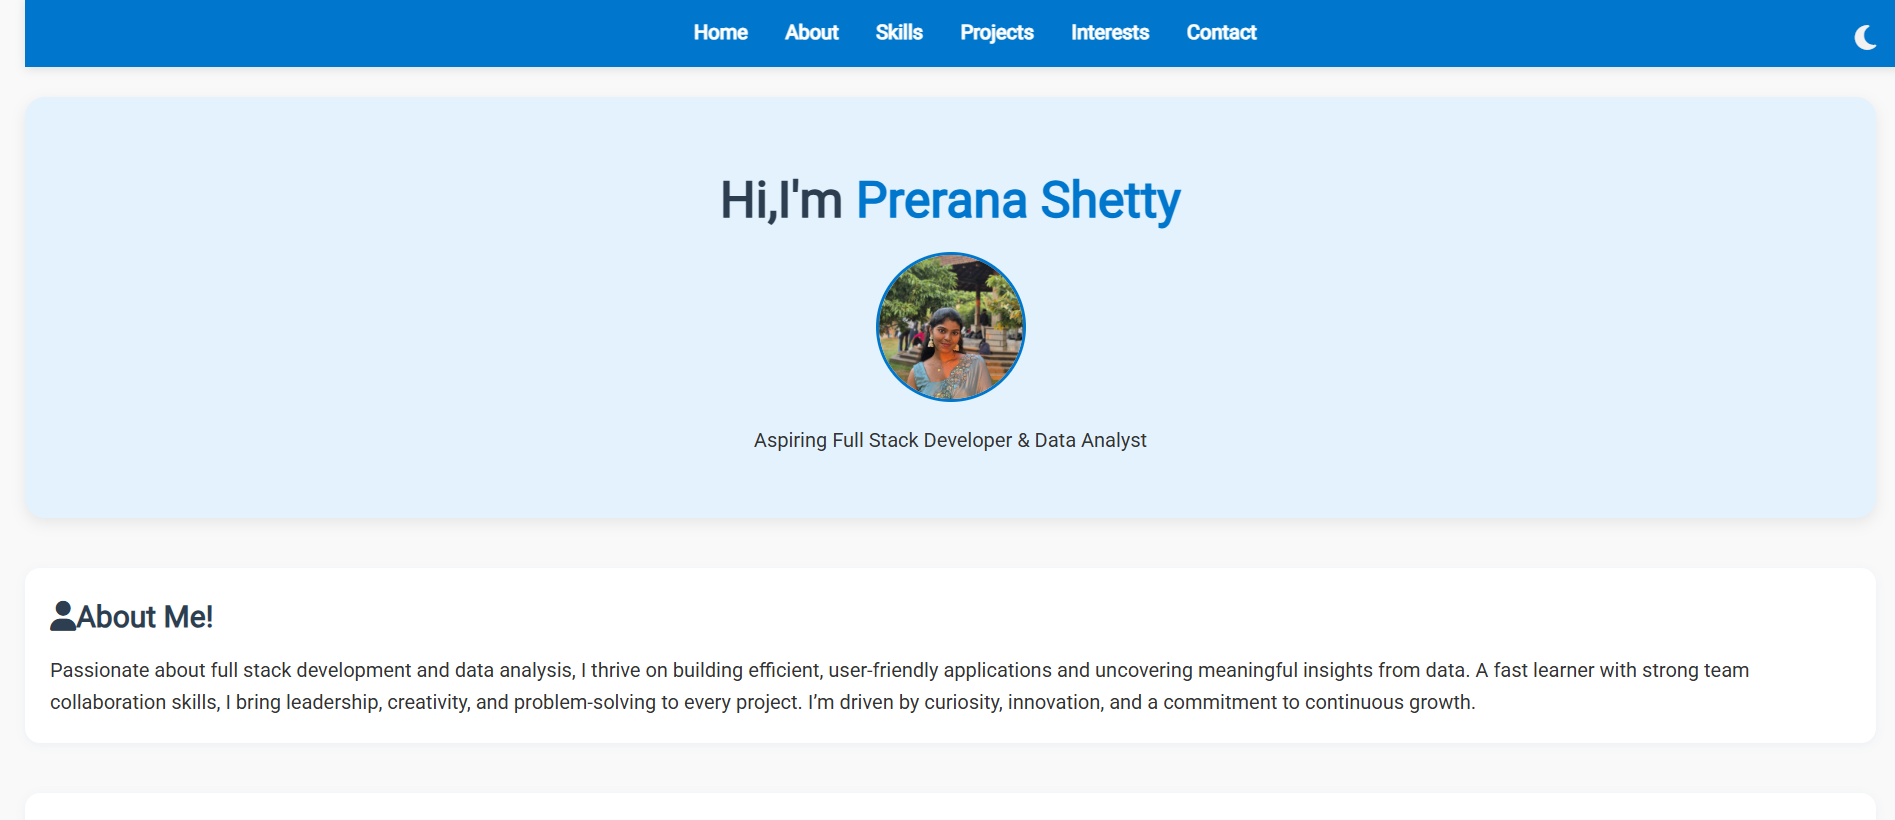 Home About Skills Projects Interests Contact
Hi,I'm Prerana Shetty
Aspiring Full Stack Developer & Data Analyst
About Me!
Passionate about full stack development and data analysis, I thrive on building efficient, user-friendly applications and uncovering meaningful insights from data. A fast learner with strong team
collaboration skills, I bring leadership, creativity, and problem-solving to every project. I’m driven by curiosity, innovation, and a commitment to continuous growth.